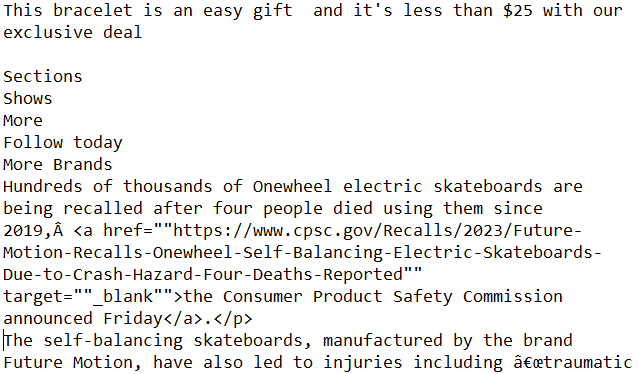 This bracelet is an easy gift  and it's less than $25 with our
exclusive deal

Sections
Shows
More
Follow today
More Brands
Hundreds of thousands of Onewheel electric skateboards are
being recalled after four people died using them since
2019,Â <a href=""https://www.cpsc.gov/Recalls/2023/Future-
Motion-Recalls-Onewheel-Self-Balancing-Electric-Skateboards-
Due-to-Crash-Hazard-Four-Deaths-Reported""
target=""_blank"">the Consumer Product Safety Commission
announced Friday</a>.</p>
The self-balancing skateboards, manufactured by the brand
Future Motion, have also led to injuries including â€œtraumatic